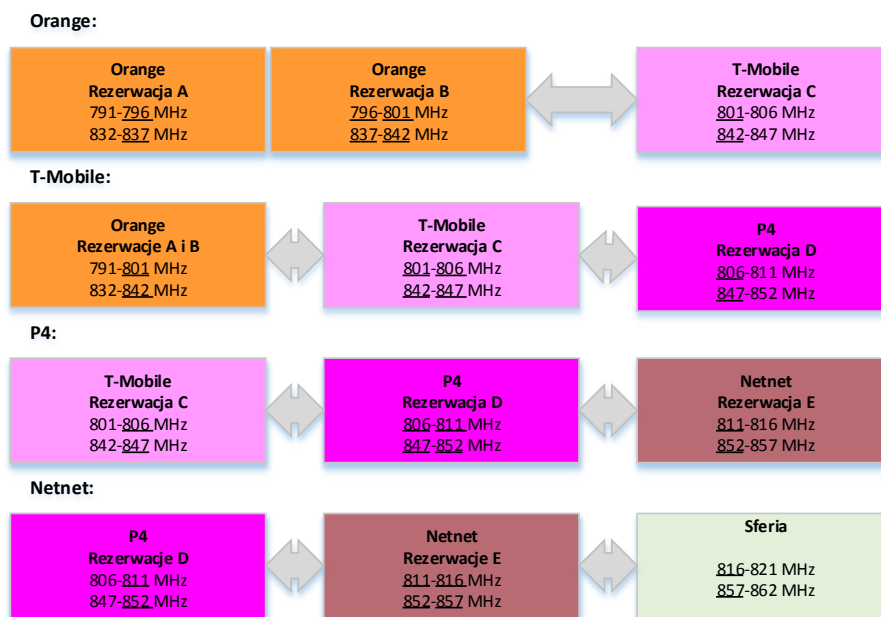 Orange:
Orange
Rezerwacja A
791-796 MHz
832-837 MHz
Orange
Rezerwacja B
796-801 MHz
837-842 MHz
T-Mobile
Rezerwacja C
801-806 MHz
842-847 MHz
T-Mobile:
Orange
Rezerwacje A i B
791-801 MHz
832-842 MHz
T-Mobile
Rezerwacja C
801-806 MHz
842-847 MHz
P4
Rezerwacja D
806-811 MHz
847-852 MHz
P4:
T-Mobile
Rezerwacja C
801-806 MHz
842-847 MHz
P4
Rezerwacja D
806-811 MHz
847-852 MHz
Netnet
Rezerwacja E
811-816 MHz
852-857 MHz
Netnet:
P4
Rezerwacje D
806-811 MHz
847-852 MHz
Netnet
Rezerwacje E
811-816 MHz
852-857 MHz
Sferia
816-821 MHz
857-862 MHz